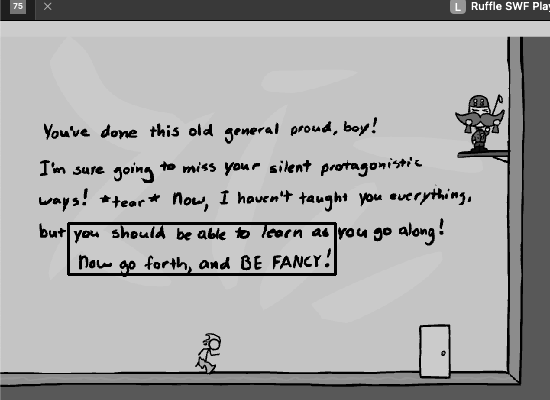 75
L Ruffle SWF Play
You've done this old general proud, boy!
I'm sure going to miss your silent protagonistic
ways! *tear* Now, I haven't taught you everything,
but you should be able to learn as you go along!
Now go forth, and BE FANCY!